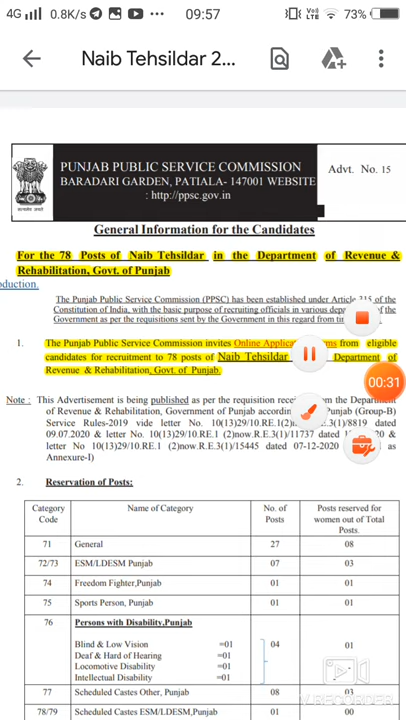 4G 0.8K/s 09:57 VoI) LTE 73%
Naib Tehsildar 2...
PUNJAB PUBLIC SERVICE COMMISSION
BARADARI GARDEN, PATIALA- 147001 WEBSITE
: http://ppsc.gov.in
Advt. No. 15
सत्यमेव जयते
General Information for the Candidates
For the 78 Posts of Naib Tehsildar in the Department of Revenue &
Rehabilitation, Govt. of Punjab
roduction.
The Punjab Public Service Commission (PPSC) has been established under Article 315 of the
Constitution of India, with the basic purpose of recruiting officials in various of the
Government as per the requisitions sent by the Government in this regard from
1. The Punjab Public Service Commission invites Online from eligible
candidates for recruitment to 78 posts of Naib Tehsildar Department of
Revenue & Rehabilitation, Govt. of Punjab.
00:31
Note : This Advertisement is being published as per the requisition the
of Revenue & Rehabilitation, Government of Punjab Punjab (Group-B)
Service Rules-2019 vide letter No. 10(13)29/10.RE.1(2) dated
09.07.2020 & letter No. 10(13)29/10.RE.1 (2)now.R.E.3(1)/11737 dated &
letter No 10(13)29/10.RE.1 (2)now.R.E.3(1)/15445 dated 07-12-2020 as
Annexure-I)
2. Reservation of Posts:
Category Code Name of Category No. of Posts Posts reserved for women out of Total Posts.
71 General 27 08
72/73 ESM/LDESM Punjab 07 03
74 Freedom Fighter,Punjab 01 01
75 Sports Person, Punjab 01 01
76 Persons with Disability,Punjab
Blind & Low Vision =01 04 01
Deaf & Hard of Hearing =01
Locomotive Disability =01
Intellectual Disability =01
77 Scheduled Castes Other, Punjab 08 03
78/79 Scheduled Castes ESM/LDESM,Punjab 01 00
V RECORDER